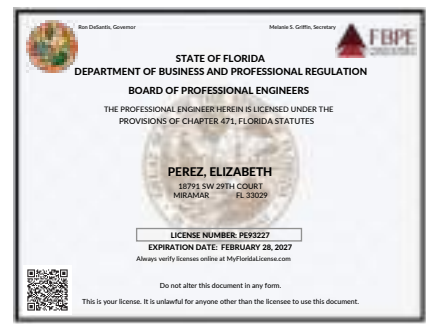 Ron DeSantis, Governor
Melanie S. Griffin, Secretary
FBPE
STATE OF FLORIDA
DEPARTMENT OF BUSINESS AND PROFESSIONAL REGULATION
BOARD OF PROFESSIONAL ENGINEERS
THE PROFESSIONAL ENGINEER HEREIN IS LICENSED UNDER THE
PROVISIONS OF CHAPTER 471, FLORIDA STATUTES
PEREZ, ELIZABETH
18791 SW 29TH COURT
MIRAMAR FL 33029
LICENSE NUMBER: PE93227
EXPIRATION DATE: FEBRUARY 28, 2027
Always verify licenses online at MyFloridaLicense.com
Do not alter this document in any form.
This is your license. It is unlawful for anyone other than the licensee to use this document.